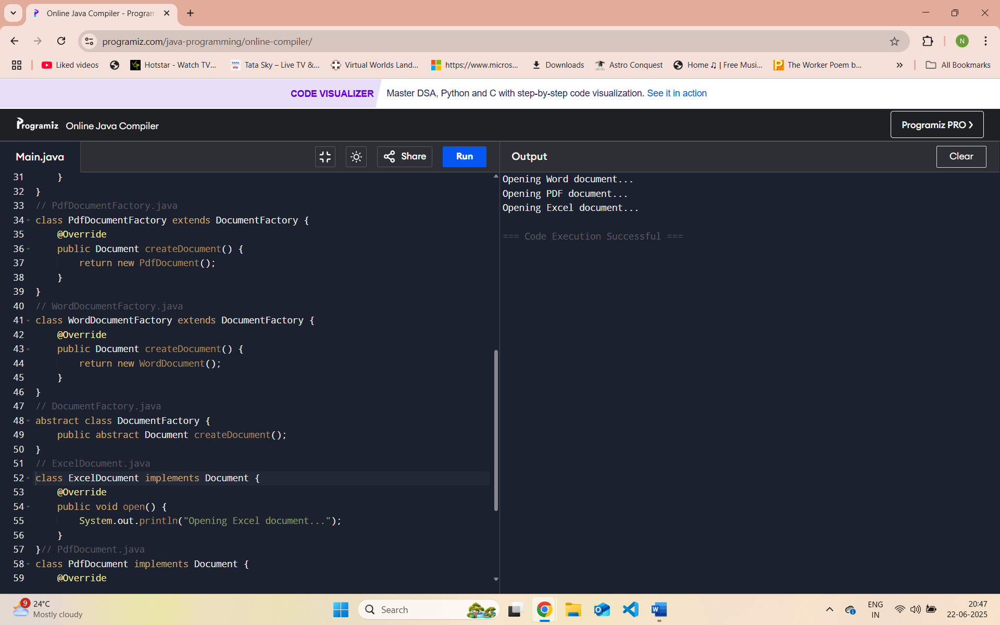 Online Java Compiler - Program
programiz.com/java-programming/online-compiler/
N
Liked videos
Hotstar - Watch TV...
TATA sky
Tata Sky – Live TV &...
Virtual Worlds Land...
https://www.micros...
Downloads
Astro Conquest
Home ♫ | Free Musi...
The Worker Poem b...
»
All Bookmarks
CODE VISUALIZER
Master DSA, Python and C with step-by-step code visualization. See it in action
Programiz
Online Java Compiler
Programiz PRO ❯
Main.java
Share
Run
Output
Clear
31     }
32 }
33 // PdfDocumentFactory.java
34 class PdfDocumentFactory extends DocumentFactory {
35     @Override
36     public Document createDocument() {
37         return new PdfDocument();
38     }
39 }
40 // WordDocumentFactory.java
41 class WordDocumentFactory extends DocumentFactory {
42     @Override
43     public Document createDocument() {
44         return new WordDocument();
45     }
46 }
47 // DocumentFactory.java
48 abstract class DocumentFactory {
49     public abstract Document createDocument();
50 }
51 // ExcelDocument.java
52 class ExcelDocument implements Document {
53     @Override
54     public void open() {
55         System.out.println("Opening Excel document...");
56     }
57 }// PdfDocument.java
58 class PdfDocument implements Document {
59     @Override
Opening Word document...
Opening PDF document...
Opening Excel document...
=== Code Execution Successful ===
9
24°C
Mostly cloudy
Search
ENG
IN
20:47
22-06-2025